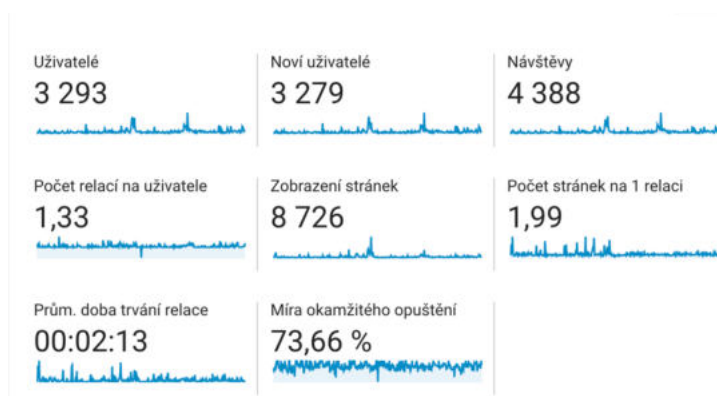 Uživatelé
3 293
Noví uživatelé
3 279
Návštěvy
4 388
Počet relací na uživatele
1,33
Zobrazení stránek
8 726
Počet stránek na 1 relaci
1,99
Prům. doba trvání relace
00:02:13
Míra okamžitého opuštění
73,66 %